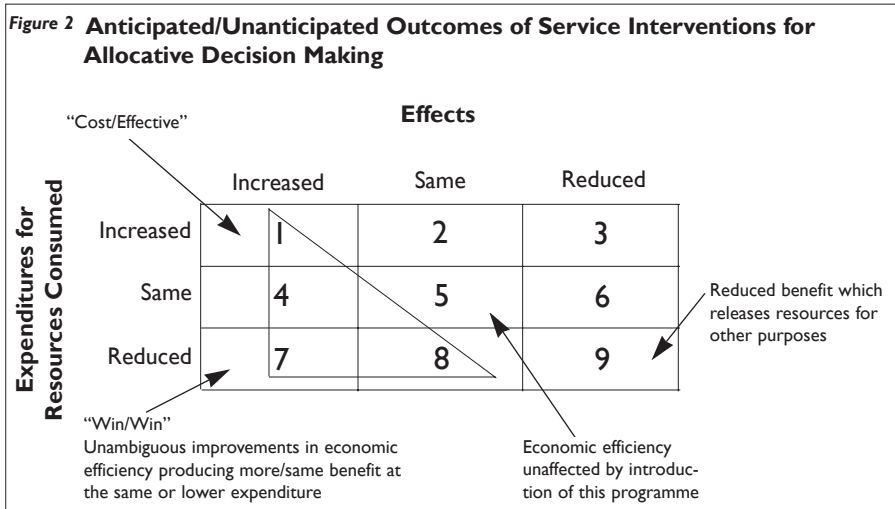 Figure 2 Anticipated/Unanticipated Outcomes of Service Interventions for
Allocative Decision Making
Effects
“Cost/Effective”
Increased Same Reduced
Expenditures for
Resources Consumed
Increased 1 2 3
Same 4 5 6
Reduced 7 8 9
Reduced benefit which
releases resources for
other purposes
“Win/Win”
Unambiguous improvements in economic
efficiency producing more/same benefit at
the same or lower expenditure
Economic efficiency
unaffected by introduc-
tion of this programme